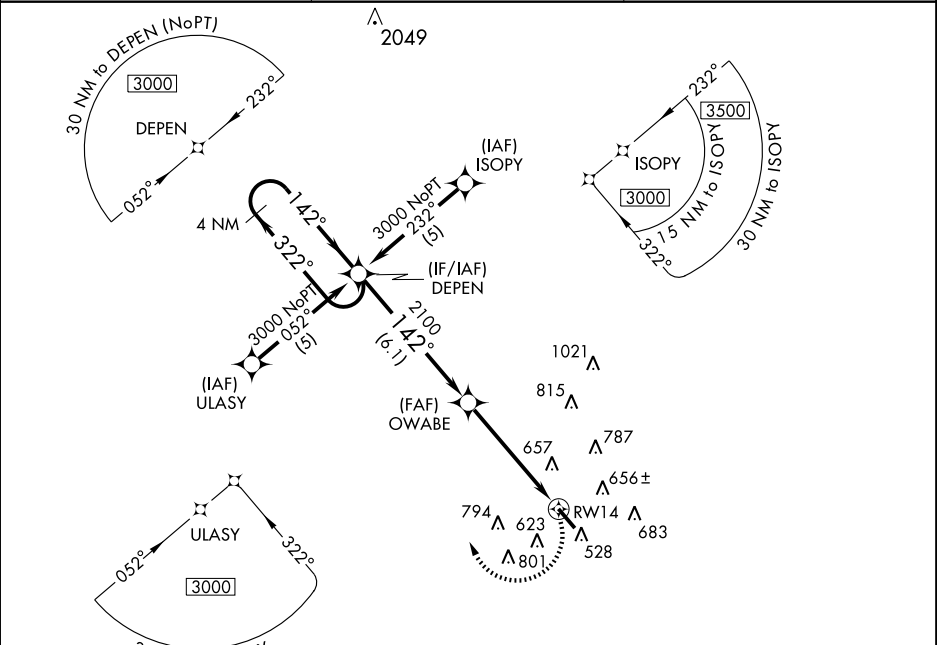 2049
30 NM to DEPEN (NoPT)
3000
232°
DEPEN
052°
(IAF)
ISOPY
232°
3500
ISOPY
3000
15 NM to ISOPY
30 NM to ISOPY
322°
4 NM
142°
322°
3000 NoPT
232°
(5)
(IF/IAF)
DEPEN
3000 NoPT
052°
(5)
(IAF)
ULASY
2100
142°
(6.1)
(FAF)
OWABE
1021
815
787
657
656±
RW14
683
794
623
528
801
ULASY
052°
322°
3000